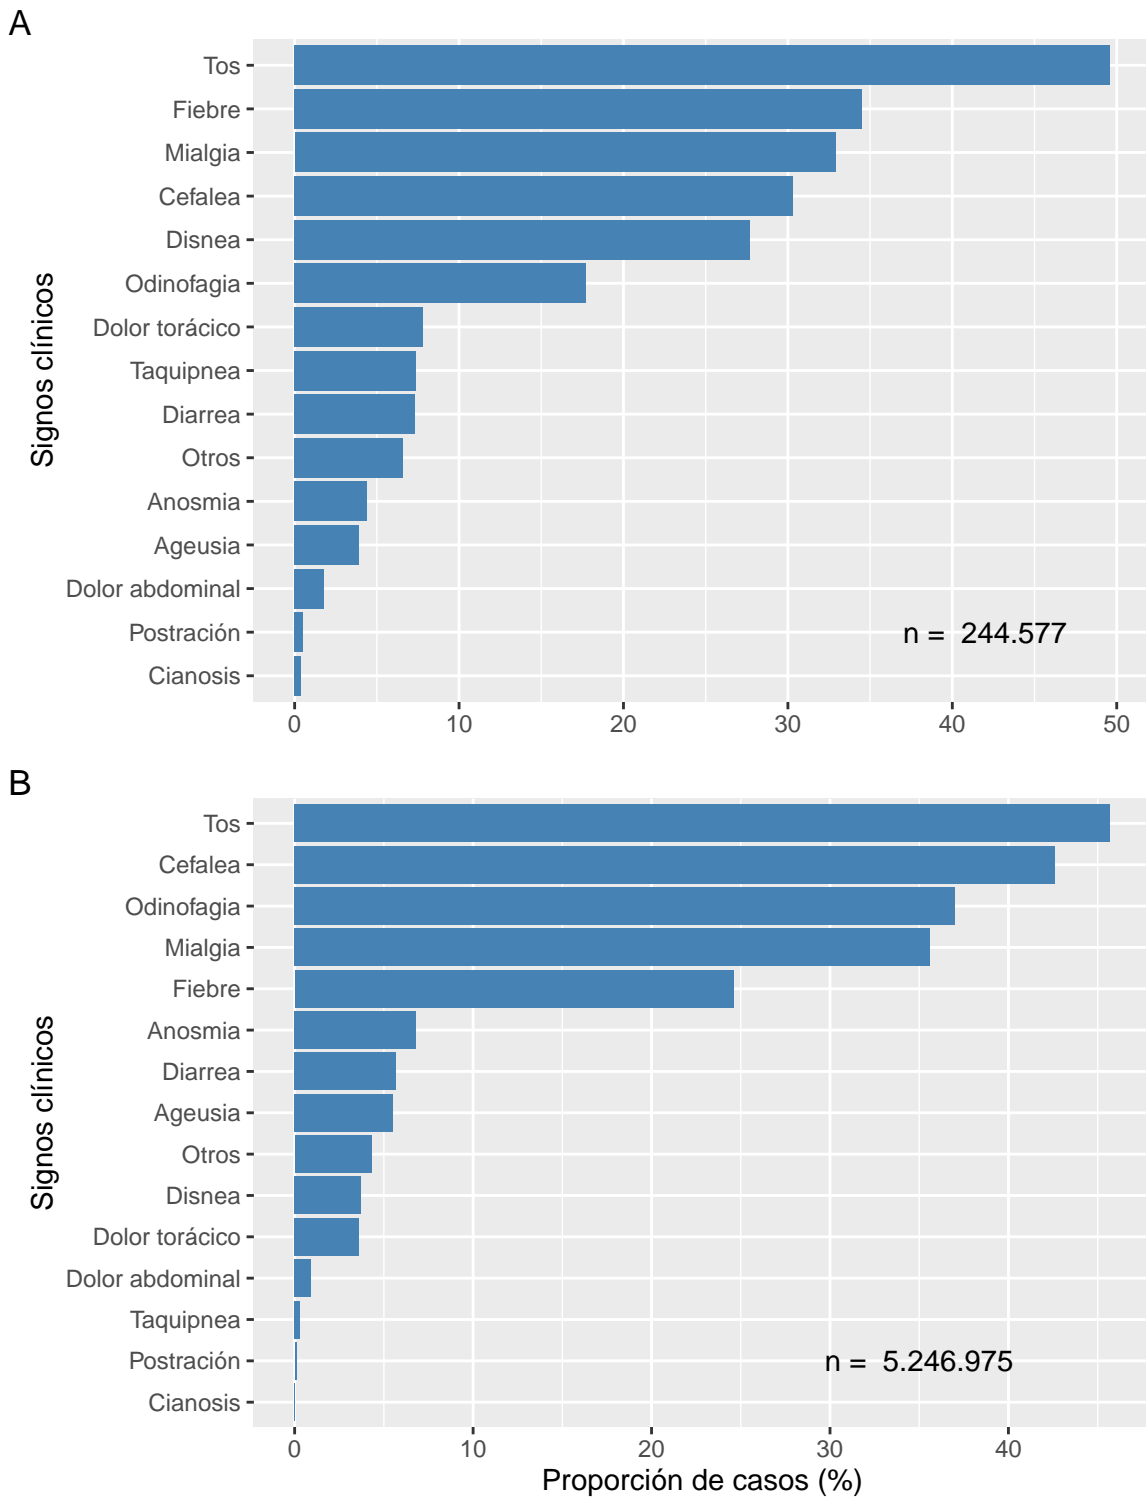 A
Tos
Fiebre
Mialgia
Cefalea
Disnea
Odinofagia
Dolor torácico
Taquipnea
Diarrea
Otros
Anosmia
Ageusia
Dolor abdominal
Postración
Cianosis
Signos clínicos
n = 244.577
0 10 20 30 40 50
B
Tos
Cefalea
Odinofagia
Mialgia
Fiebre
Anosmia
Diarrea
Ageusia
Otros
Disnea
Dolor torácico
Dolor abdominal
Taquipnea
Postración
Cianosis
Signos clínicos
n = 5.246.975
0 10 20 30 40
Proporción de casos (%)